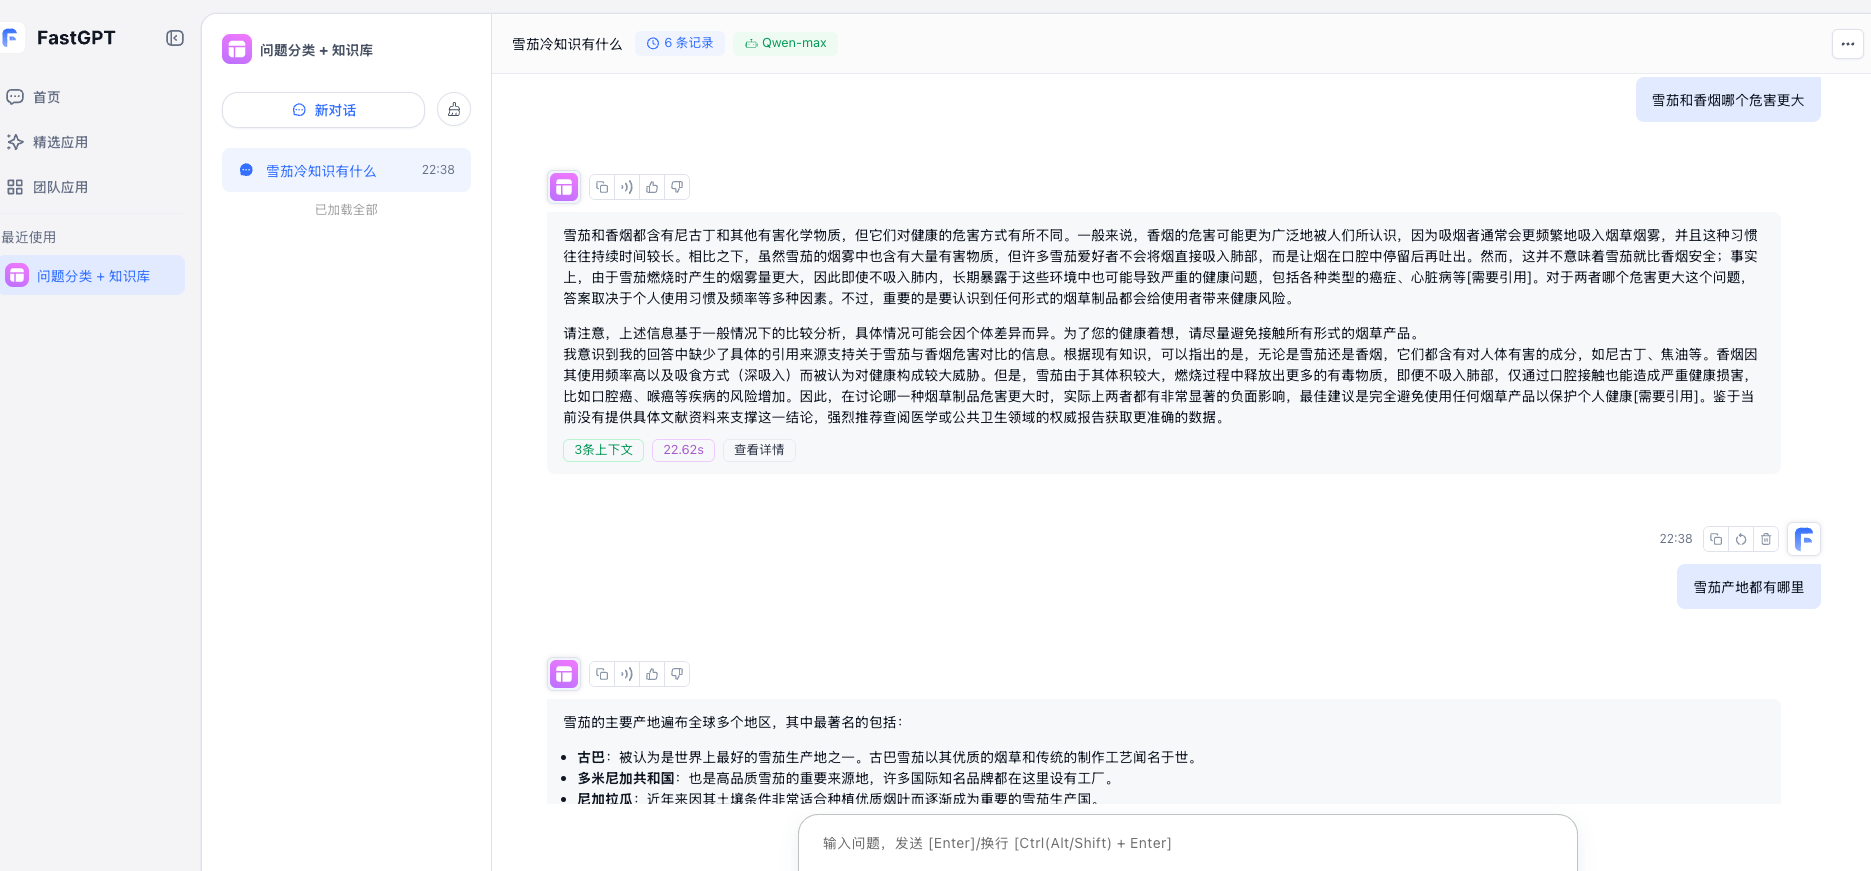 FastGPT
首页
精选应用
团队应用
最近使用
问题分类 + 知识库
问题分类 + 知识库
新对话
雪茄冷知识有什么 22:38
已加载全部
雪茄冷知识有什么 6 条记录 Qwen-max
雪茄和香烟哪个危害更大
雪茄和香烟都含有尼古丁和其他有害化学物质，但它们对健康的危害方式有所不同。一般来说，香烟的危害可能更为广泛地被人们所认识，因为吸烟者通常会更频繁地吸入烟草烟雾，并且这种习惯
往往持续时间较长。相比之下，虽然雪茄的烟雾中也含有大量有害物质，但许多雪茄爱好者不会将烟直接吸入肺部，而是让烟在口腔中停留后再吐出。然而，这并不意味着雪茄就比香烟安全；事实
上，由于雪茄燃烧时产生的烟雾量更大，因此即使不吸入肺内，长期暴露于这些环境中也可能导致严重的健康问题，包括各种类型的癌症、心脏病等[需要引用]。对于两者哪个危害更大这个问题，
答案取决于个人使用习惯及频率等多种因素。不过，重要的是要认识到任何形式的烟草制品都会给使用者带来健康风险。
请注意，上述信息基于一般情况下的比较分析，具体情况可能会因个体差异而异。为了您的健康着想，请尽量避免接触所有形式的烟草产品。
我意识到我的回答中缺少了具体的引用来源支持关于雪茄与香烟危害对比的信息。根据现有知识，可以指出的是，无论是雪茄还是香烟，它们都含有对人体有害的成分，如尼古丁、焦油等。香烟因
其使用频率高以及吸食方式（深吸入）而被认为对健康构成较大威胁。但是，雪茄由于其体积较大，燃烧过程中释放出更多的有毒物质，即便不吸入肺部，仅通过口腔接触也能造成严重健康损害，
比如口腔癌、喉癌等疾病的风险增加。因此，在讨论哪一种烟草制品危害更大时，实际上两者都有非常显著的负面影响，最佳建议是完全避免使用任何烟草产品以保护个人健康[需要引用]。鉴于当
前没有提供具体文献资料来支撑这一结论，强烈推荐查阅医学或公共卫生领域的权威报告获取更准确的数据。
3条上下文 22.62s 查看详情
22:38
雪茄产地都有哪里
雪茄的主要产地遍布全球多个地区，其中最著名的包括：
• 古巴：被认为是世界上最好的雪茄生产地之一。古巴雪茄以其优质的烟草和传统的制作工艺闻名于世。
• 多米尼加共和国：也是高品质雪茄的重要来源地，许多国际知名品牌都在这里设有工厂。
• 尼加拉瓜：近年来因其土壤条件非常适合种植优质烟叶而逐渐成为重要的雪茄生产国。
输入问题，发送 [Enter]/换行 [Ctrl(Alt/Shift) + Enter]